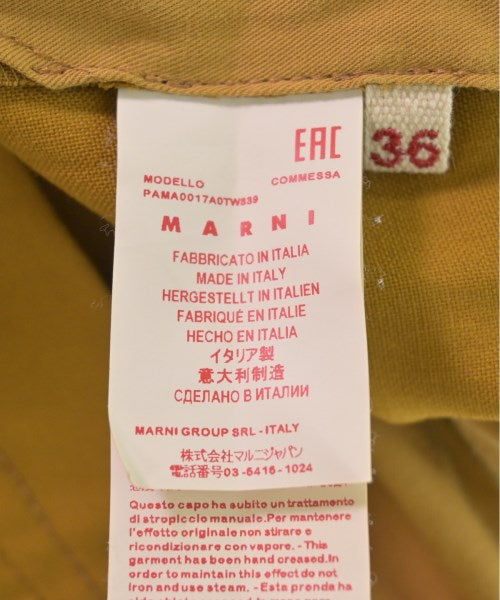 EAC
36
MODELLO COMMESSA
PAMA0017A0TW839
MARNI
FABBRICATO IN ITALIA
MADE IN ITALY
HERGESTELLT IN ITALIEN
FABRIQUÉ EN ITALIE
HECHO EN ITALIA
イタリア製
意大利制造
СДЕЛАНО В ИТАЛИИ
MARNI GROUP SRL - ITALY
株式会社マルニジャパン
電話番号 03-6416-1024
Questo capo ha subito un trattamento
di stropiccio manuale.Per mantenere
l'effetto originale non stirare e
ricondizionare con vapore. - This
garment has been hand creased.In
order to maintain this effect do not
iron and use steam. - Esta prenda ha